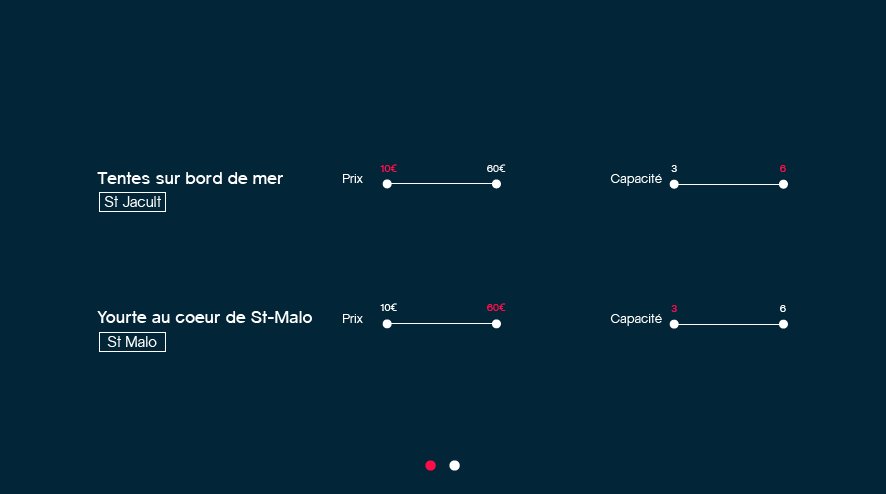 Tentes sur bord de mer
St Jacult
Prix
10€ 60€
Capacité
3 6
Yourte au coeur de St-Malo
St Malo
Prix
10€ 60€
Capacité
3 6